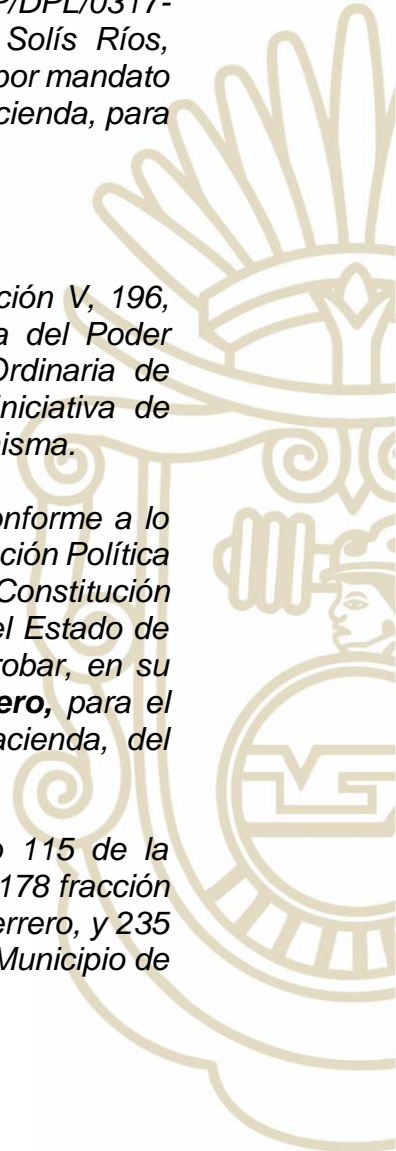 P/DPL/0317-
Solís Ríos,
por mandato
cienda, para
ción V, 196,
a del Poder
Ordinaria de
Iniciativa de
nisma.
onforme a lo
ción Política
Constitución
el Estado de
robar, en su
ero, para el
acienda, del
o 115 de la
178 fracción
errero, y 235
Municipio de